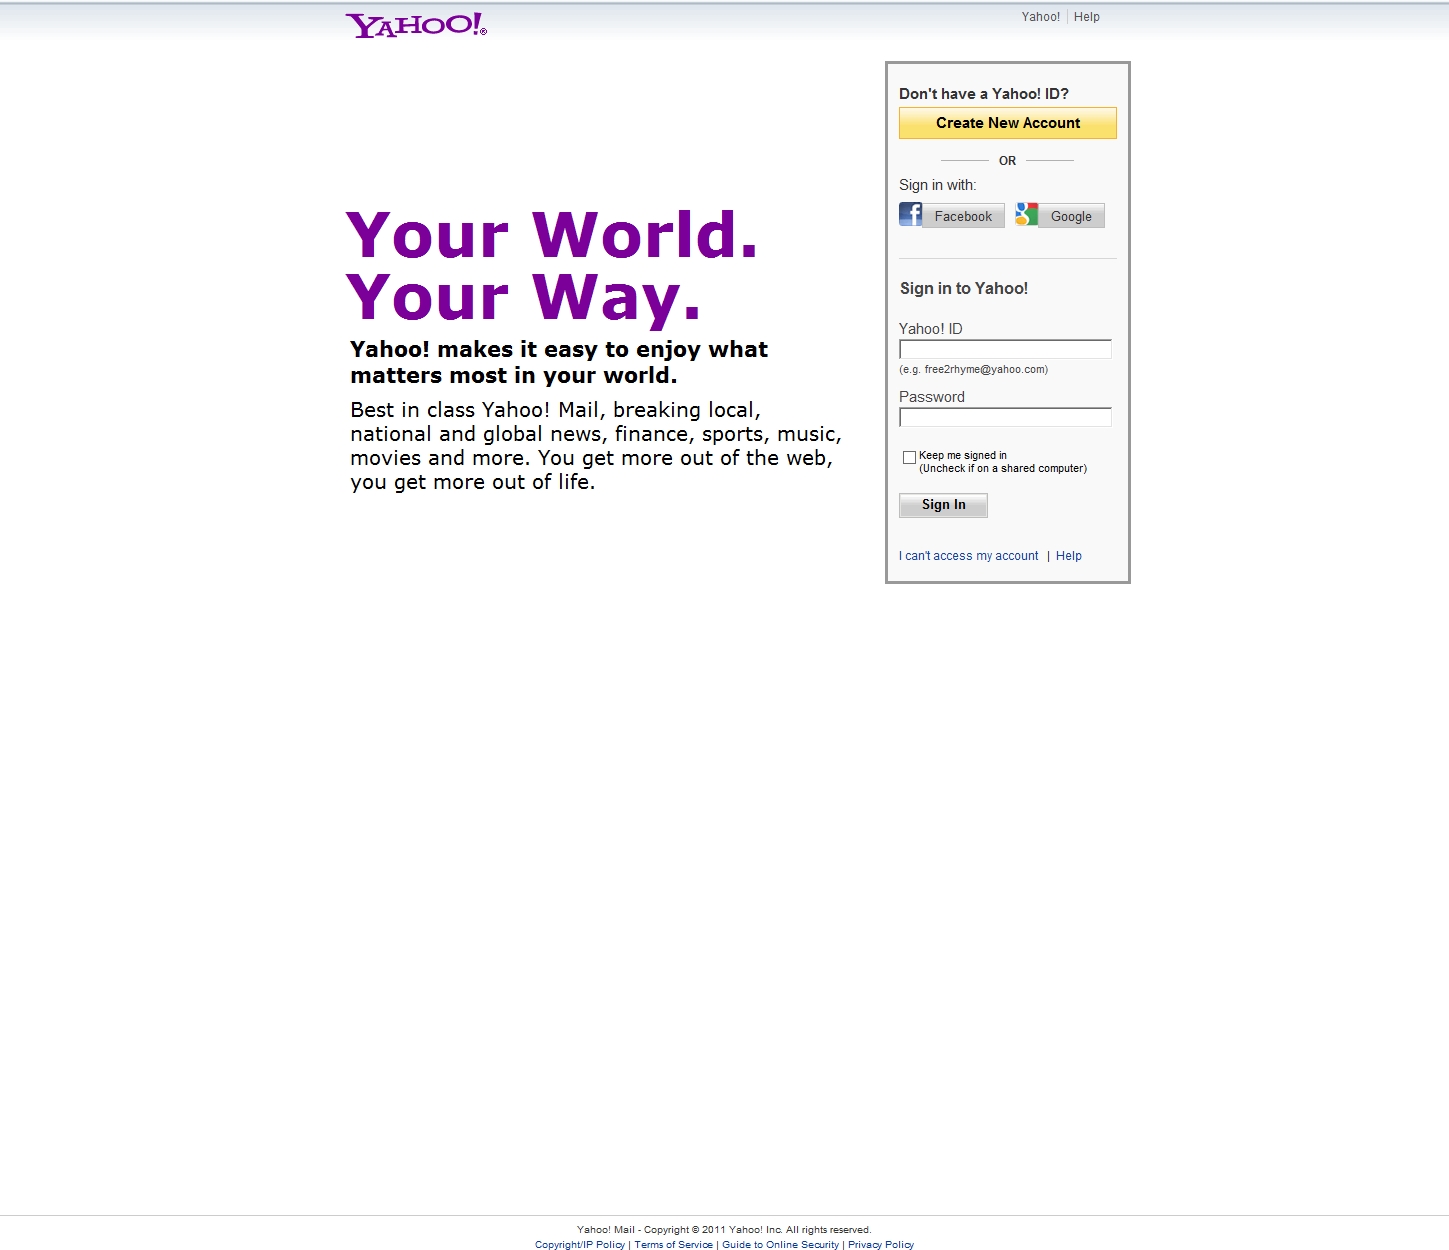 YAHOO!®
Yahoo! Help
Don't have a Yahoo! ID?
Create New Account
OR
Sign in with:
Facebook Google
Your World.
Your Way.
Yahoo! makes it easy to enjoy what
matters most in your world.
Best in class Yahoo! Mail, breaking local,
national and global news, finance, sports, music,
movies and more. You get more out of the web,
you get more out of life.
Sign in to Yahoo!
Yahoo! ID
(e.g. free2rhyme@yahoo.com)
Password
Keep me signed in
(Uncheck if on a shared computer)
Sign In
I can't access my account | Help
Yahoo! Mail - Copyright © 2011 Yahoo! Inc. All rights reserved.
Copyright/IP Policy | Terms of Service | Guide to Online Security | Privacy Policy